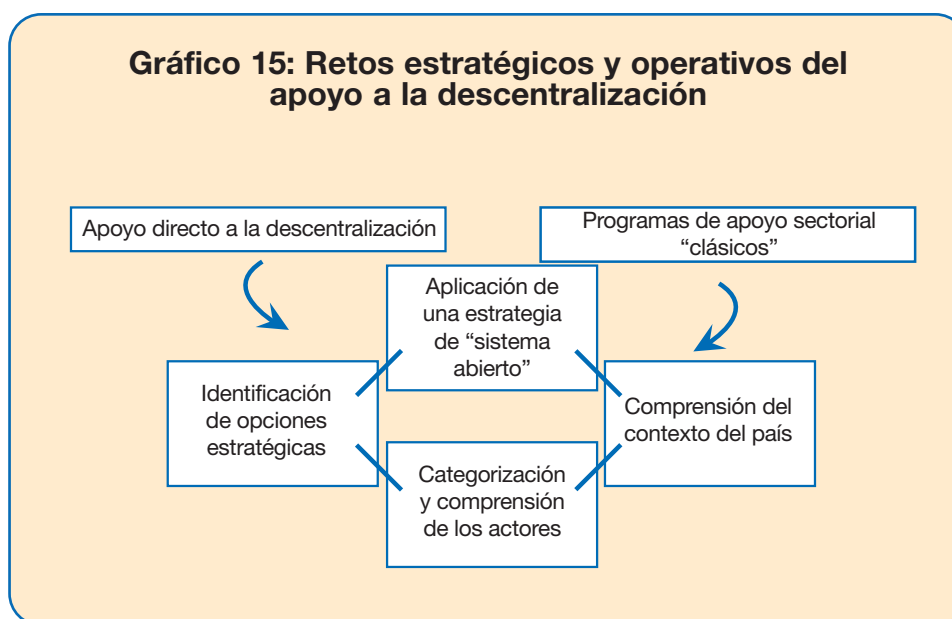 Gráfico 15: Retos estratégicos y operativos del
apoyo a la descentralización
Apoyo directo a la descentralización
Programas de apoyo sectorial
“clásicos”
Aplicación de
una estrategia
de “sistema
abierto”
Identificación
de opciones
estratégicas
Comprensión del
contexto del país
Categorización
y comprensión
de los actores